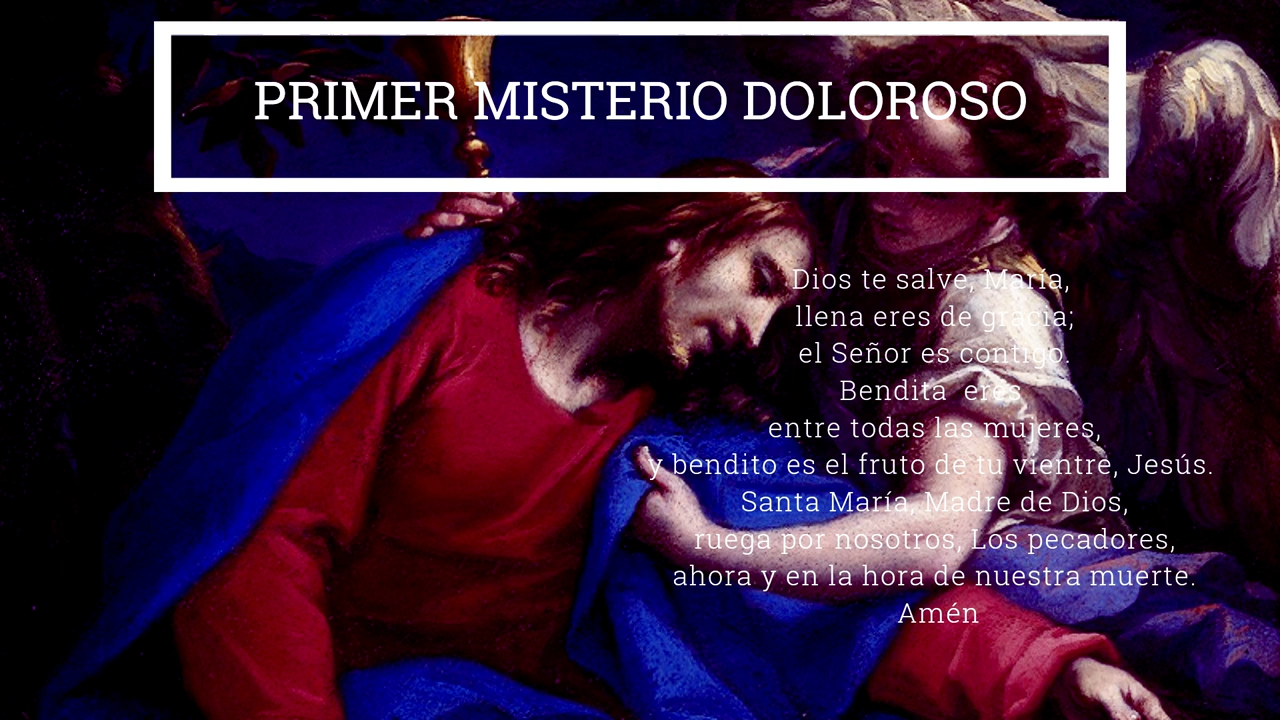 PRIMER MISTERIO DOLOROSO
Dios te salve, María,
llena eres de gracia;
el Señor es contigo.
Bendita eres
entre todas las mujeres,
y bendito es el fruto de tu vientre, Jesús.
Santa María, Madre de Dios,
ruega por nosotros, Los pecadores,
ahora y en la hora de nuestra muerte.
Amén